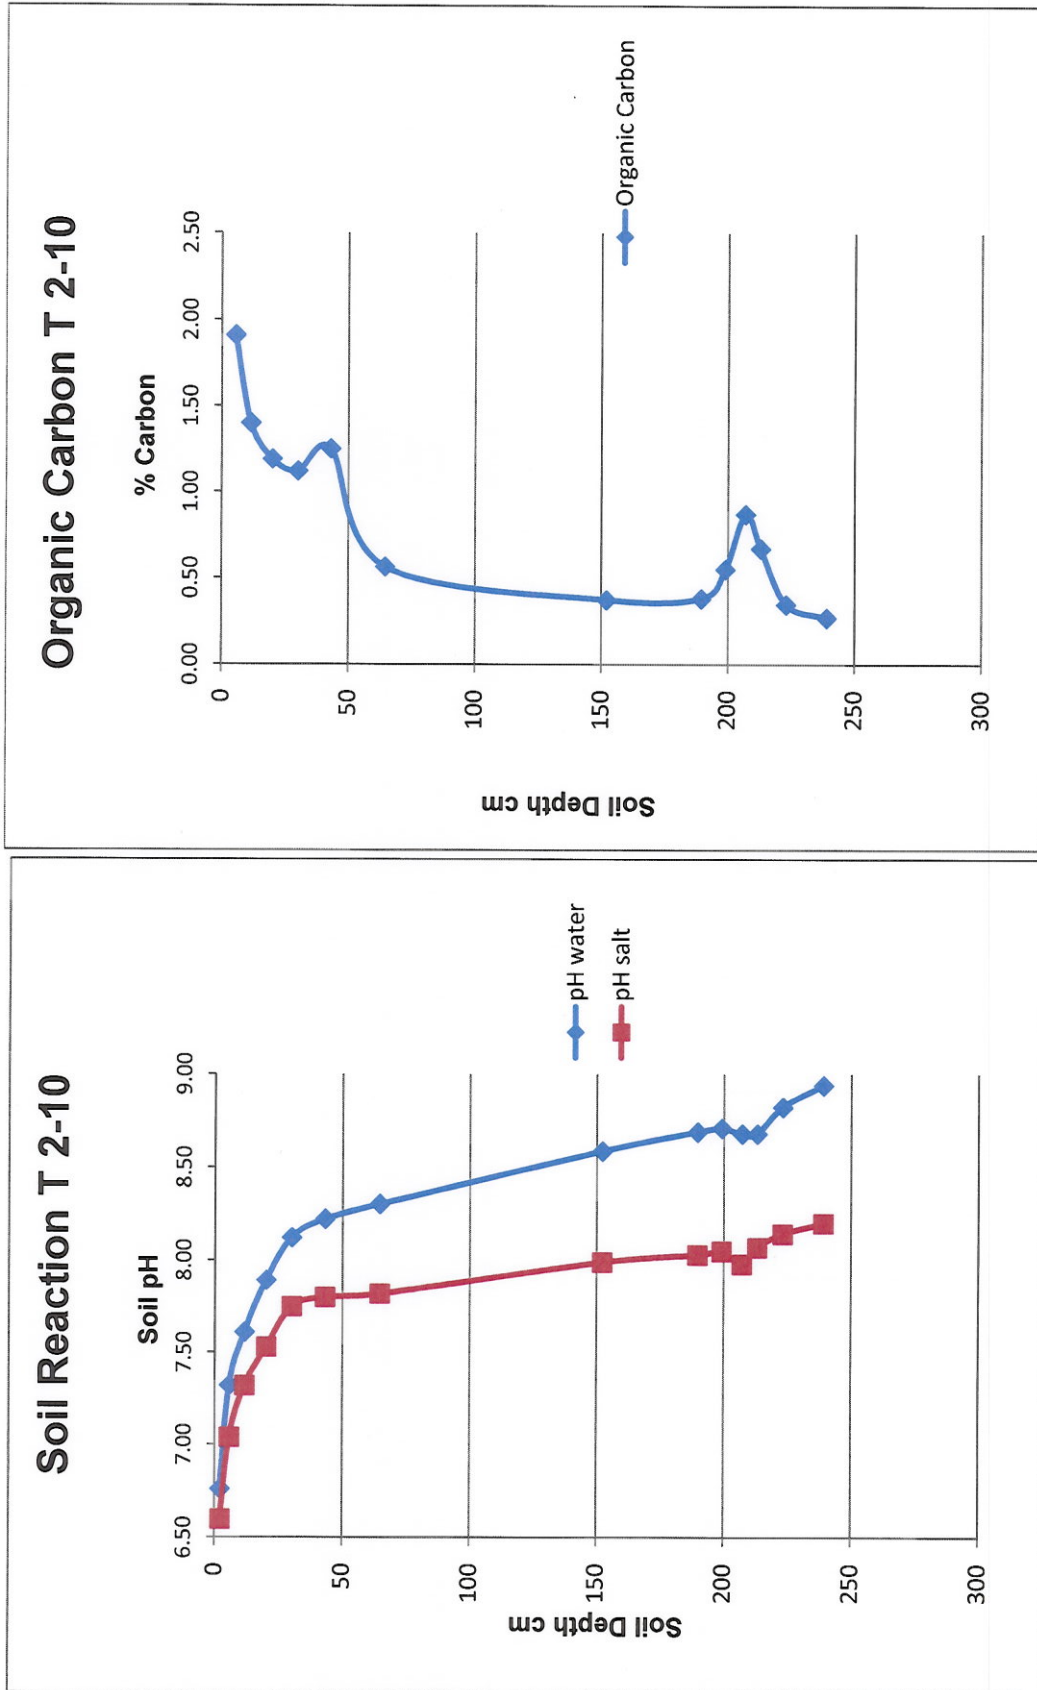 Soil Reaction T 2-10
Soil pH
6.50 7.00 7.50 8.00 8.50 9.00
0
50
100
150
200
250
300
Soil Depth cm
pH water
pH salt
Organic Carbon T 2-10
% Carbon
0.00 0.50 1.00 1.50 2.00 2.50
0
50
100
150
200
250
300
Soil Depth cm
Organic Carbon